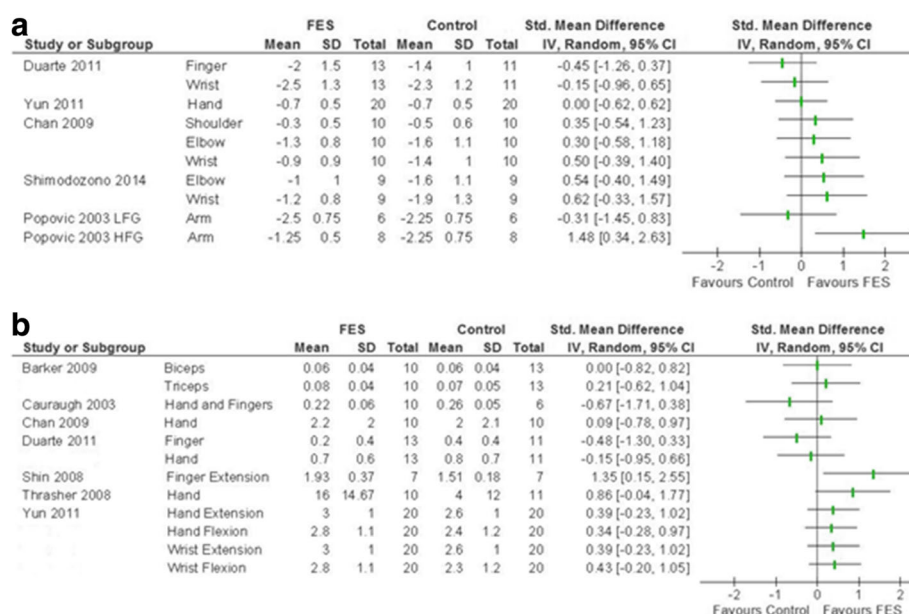 a
FES Control Std. Mean Difference Std. Mean Difference
Study or Subgroup Mean SD Total Mean SD Total IV, Random, 95% CI IV, Random, 95% CI
Duarte 2011 Finger -2 1.5 13 -1.4 1 11 -0.45 [-1.26, 0.37]
Wrist -2.5 1.3 13 -2.3 1.2 11 -0.15 [-0.96, 0.65]
Yun 2011 Hand -0.7 0.5 20 -0.7 0.5 20 0.00 [-0.62, 0.62]
Chan 2009 Shoulder -0.3 0.5 10 -0.5 0.6 10 0.35 [-0.54, 1.23]
Elbow -1.3 0.8 10 -1.6 1.1 10 0.30 [-0.58, 1.18]
Wrist -0.9 0.9 10 -1.4 1 10 0.50 [-0.39, 1.40]
Shimodozono 2014 Elbow -1 1 9 -1.6 1.1 9 0.54 [-0.40, 1.49]
Wrist -1.2 0.8 9 -1.9 1.3 9 0.62 [-0.33, 1.57]
Popovic 2003 LFG Arm -2.5 0.75 6 -2.25 0.75 6 -0.31 [-1.45, 0.83]
Popovic 2003 HFG Arm -1.25 0.5 8 -2.25 0.75 8 1.48 [0.34, 2.63]
-2 -1 0 1 2
Favours Control Favours FES
b
FES Control Std. Mean Difference Std. Mean Difference
Study or Subgroup Mean SD Total Mean SD Total IV, Random, 95% CI IV, Random, 95% CI
Barker 2009 Biceps 0.06 0.04 10 0.06 0.04 13 0.00 [-0.82, 0.82]
Triceps 0.08 0.04 10 0.07 0.05 13 0.21 [-0.62, 1.04]
Cauraugh 2003 Hand and Fingers 0.22 0.06 10 0.26 0.05 6 -0.67 [-1.71, 0.38]
Chan 2009 Hand 2.2 2 10 2 2.1 10 0.09 [-0.78, 0.97]
Duarte 2011 Finger 0.2 0.4 13 0.4 0.4 11 -0.48 [-1.30, 0.33]
Hand 0.7 0.6 13 0.8 0.7 11 -0.15 [-0.95, 0.66]
Shin 2008 Finger Extension 1.93 0.37 7 1.51 0.18 7 1.35 [0.15, 2.55]
Thrasher 2008 Hand 16 14.67 10 4 12 11 0.86 [-0.04, 1.77]
Yun 2011 Hand Extension 3 1 20 2.6 1 20 0.39 [-0.23, 1.02]
Hand Flexion 2.8 1.1 20 2.4 1.2 20 0.34 [-0.28, 0.97]
Wrist Extension 3 1 20 2.6 1 20 0.39 [-0.23, 1.02]
Wrist Flexion 2.8 1.1 20 2.3 1.2 20 0.43 [-0.20, 1.05]
-2 -1 0 1 2
Favours Control Favours FES